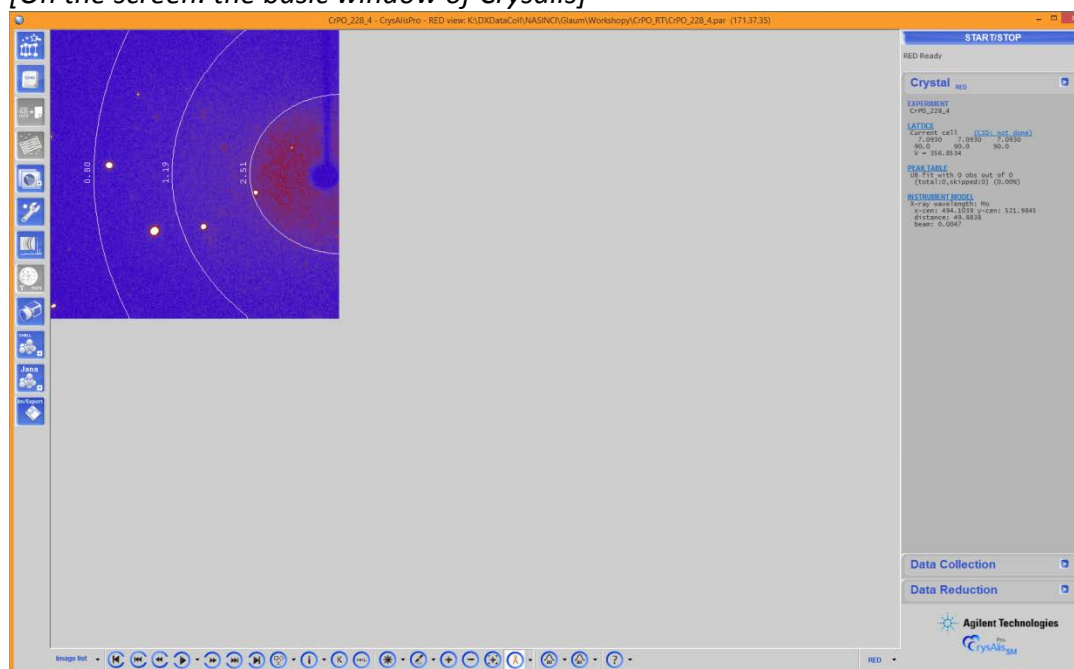 [On the screen: the basic window of Crysalis]
CrPO_228_4 - CrysAlisPro - RED view: K:\DXDataColl\NASINCI\Glaum\Workshopy\CrPO_RT\CrPO_228_4.par (171.37.35)
START/STOP
RED Ready
Crystal RED
EXPERIMENT
CrPO_228_4
LATTICE
Current cell (CSD: not done)
7.0930 7.0930 7.0930
90.0 90.0 90.0
V = 356.8534
PEAK TABLE
UB fit with 0 obs out of 0
(total:0,skipped:0) (0.00%)
INSTRUMENT MODEL
X-ray wavelength: Mo
x-cen: 494.1039 y-cen: 521.9845
distance: 49.8838
beam: 0.0047
0.80
1.19
2.51
Jana
Im/Export
Data Collection
Data Reduction
Agilent Technologies
CrysAlis Pro SM
Image list
RED